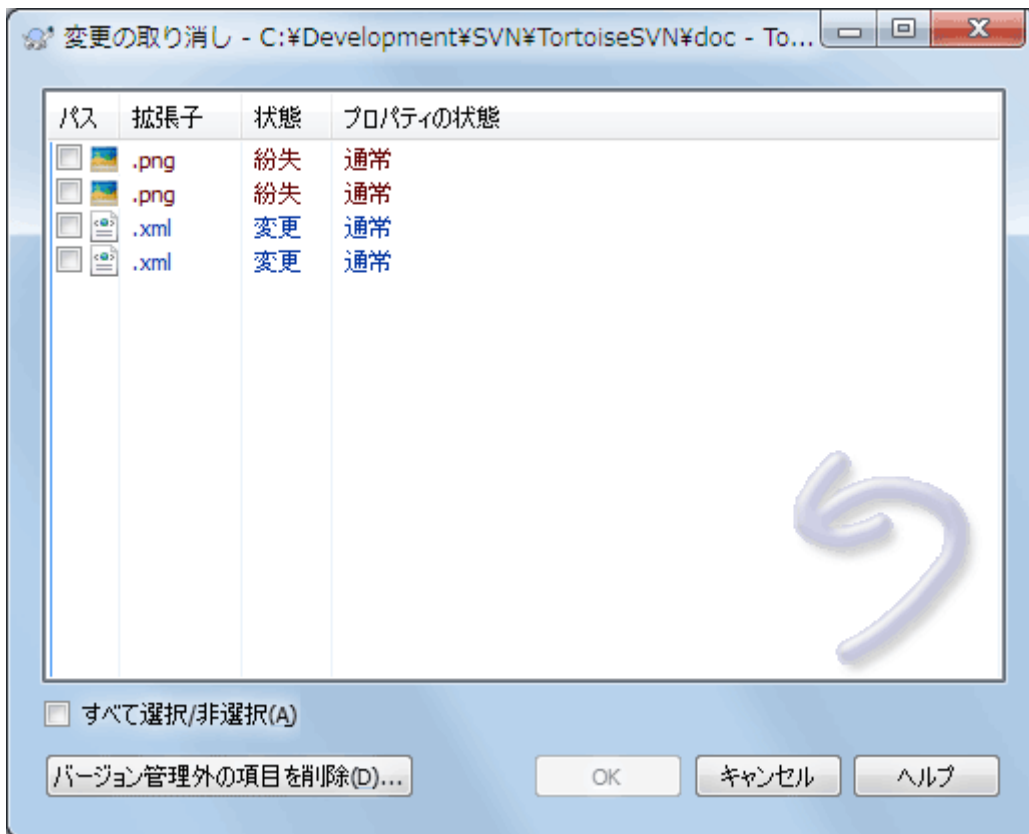 変更の取り消し - C:¥Development¥SVN¥TortoiseSVN¥doc - To...
パス 拡張子 状態 プロパティの状態
.png 紛失 通常
.png 紛失 通常
.xml 変更 通常
.xml 変更 通常
すべて選択/非選択(A)
バージョン管理外の項目を削除(D)... OK キャンセル ヘルプ